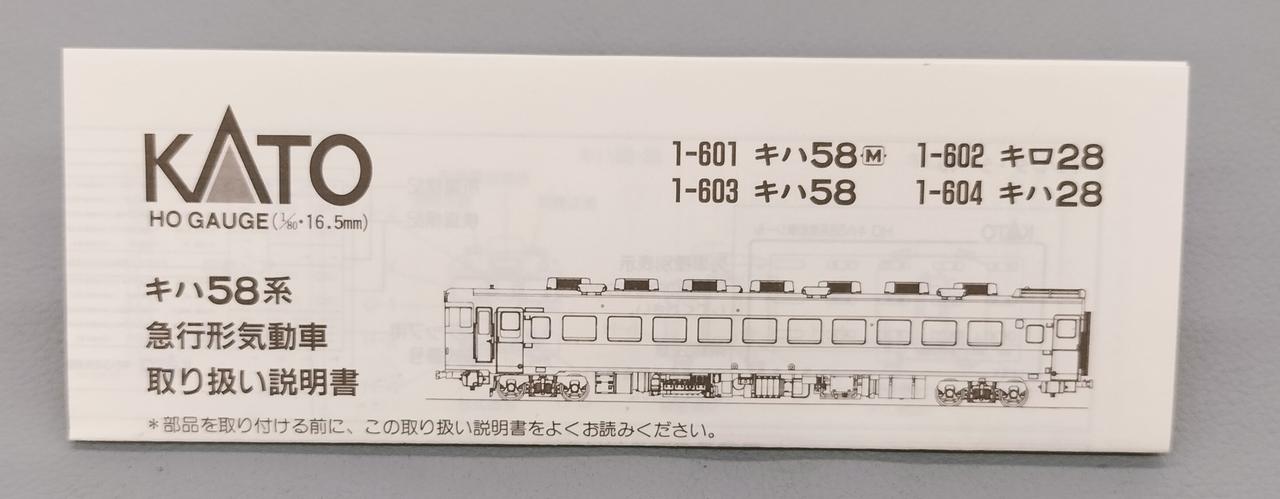 KATO
HO GAUGE(1/80・16.5mm)
1-601 キハ58 M 1-602 キロ28
1-603 キハ58 1-604 キハ28
キハ58系
急行形気動車
取り扱い説明書
*部品を取り付ける前に、この取り扱い説明書をよくお読みください。